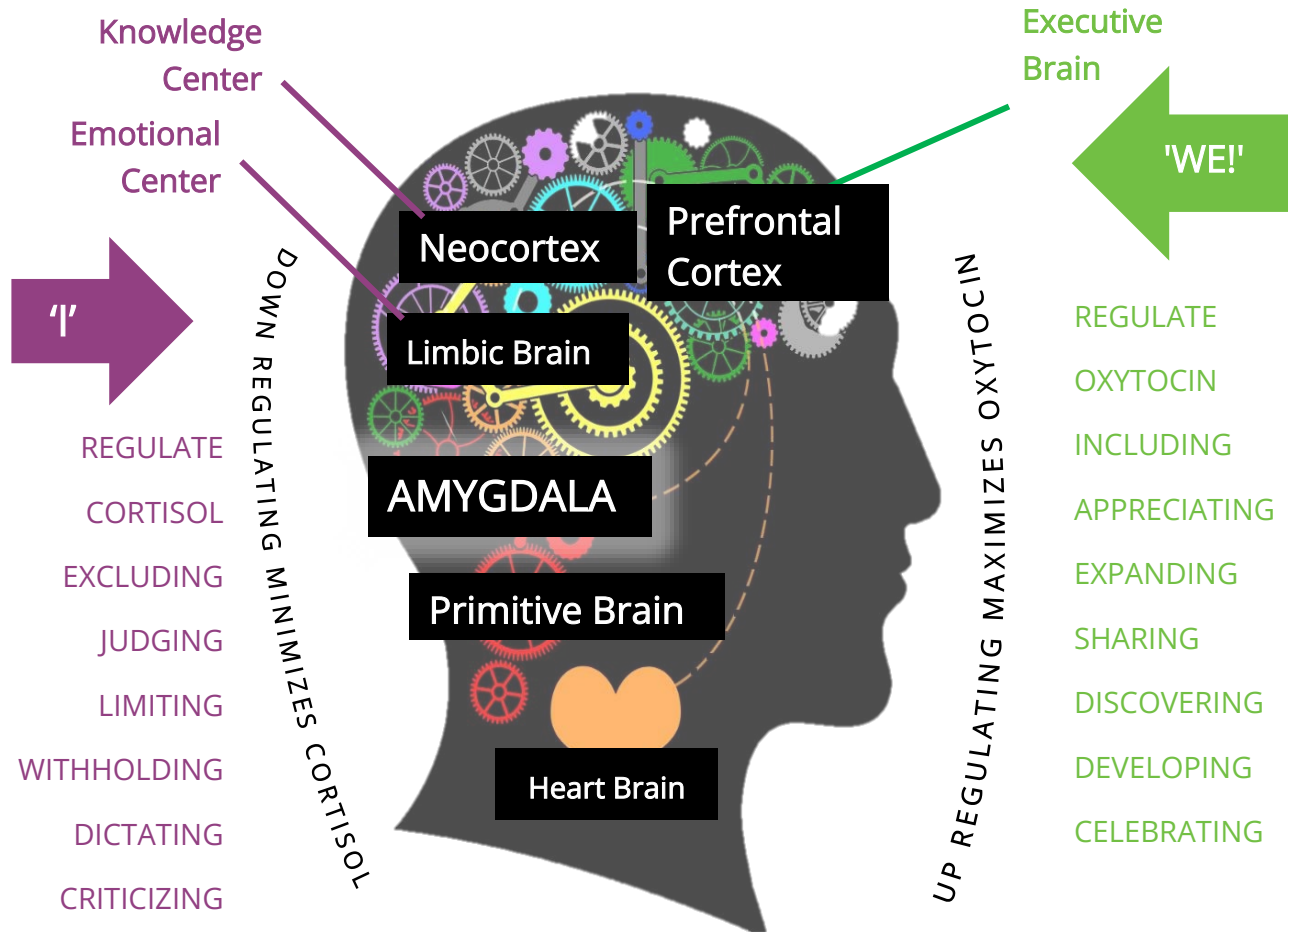 Knowledge
Center
Emotional
Center
Executive
Brain
'WE!'
‘I’
Neocortex
Prefrontal
Cortex
Limbic Brain
AMYGDALA
Primitive Brain
Heart Brain
DOWN REGULATING MINIMIZES CORTISOL
UP REGULATING MAXIMIZES OXYTOCIN
REGULATE
CORTISOL
EXCLUDING
JUDGING
LIMITING
WITHHOLDING
DICTATING
CRITICIZING
REGULATE
OXYTOCIN
INCLUDING
APPRECIATING
EXPANDING
SHARING
DISCOVERING
DEVELOPING
CELEBRATING